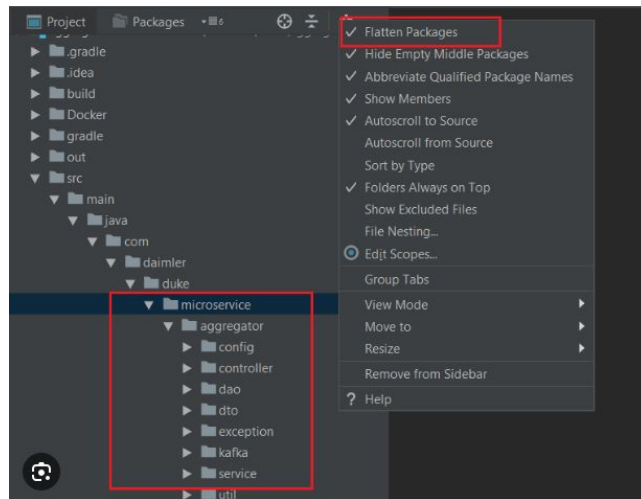 Project
Packages
6
.gradle
.idea
build
Docker
gradle
out
src
main
java
com
daimler
duke
microservice
aggregator
config
controller
dao
dto
exception
kafka
service
util
Flatten Packages
Hide Empty Middle Packages
Abbreviate Qualified Package Names
Show Members
Autoscroll to Source
Autoscroll from Source
Sort by Type
Folders Always on Top
Show Excluded Files
File Nesting...
Edit Scopes...
Group Tabs
View Mode
Move to
Resize
Remove from Sidebar
? Help